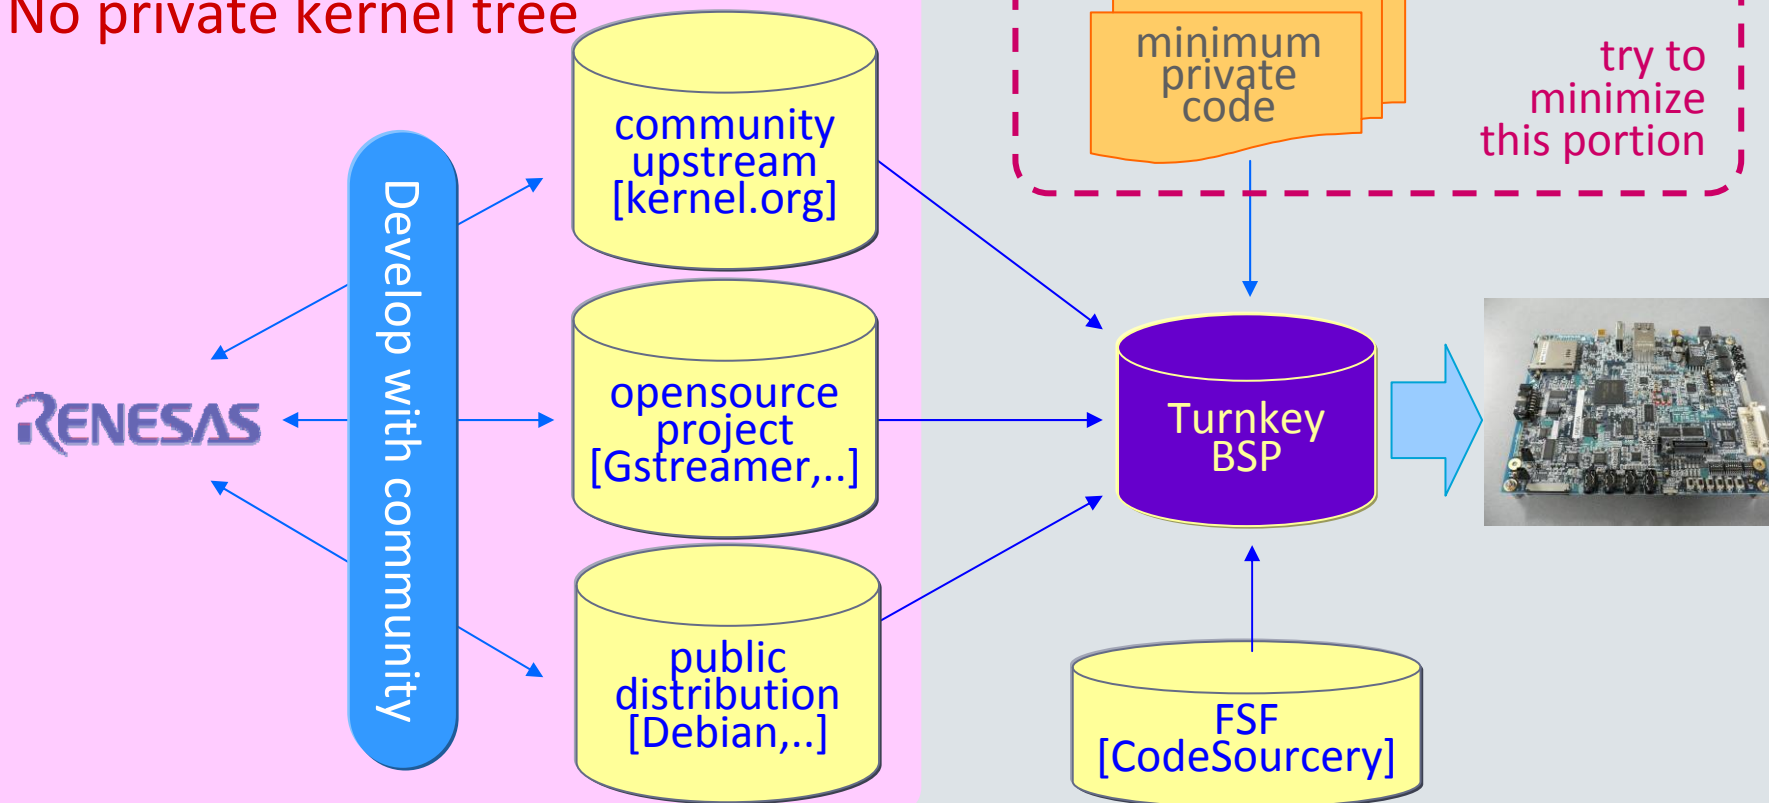 No private kernel tree
minimum
private
code
try to
minimize
this portion
community
upstream
[kernel.org]
Develop with community
RENESAS
opensource
project
[Gstreamer,..]
Turnkey
BSP
public
distribution
[Debian,..]
FSF
[CodeSourcery]